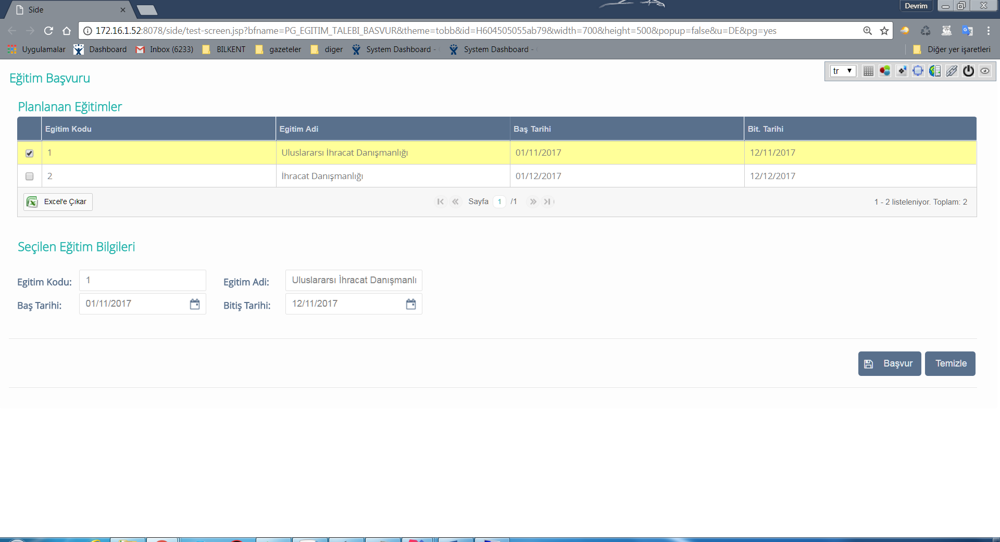 Side
Devrim
172.16.1.52:8078/side/test-screen.jsp?bfname=PG_EGITIM_TALEBI_BASVUR&theme=tobb&id=H604505055ab79&width=700&height=500&popup=false&u=DE&pg=yes
Uygulamalar Dashboard Inbox (6233) BILKENT gazeteler diger System Dashboard - System Dashboard - Diğer yer işaretleri
tr
Eğitim Başvuru
Planlanan Eğitimler
Egitim Kodu Egitim Adi Baş Tarihi Bit. Tarihi
1 Uluslararsı İhracat Danışmanlığı 01/11/2017 12/11/2017
2 İhracat Danışmanlığı 01/12/2017 12/12/2017
Excel'e Çıkar Sayfa 1 /1 1 - 2 listeleniyor. Toplam: 2
Seçilen Eğitim Bilgileri
Egitim Kodu: 1 Egitim Adi: Uluslararsı İhracat Danışmanlı
Baş Tarihi: 01/11/2017 Bitiş Tarihi: 12/11/2017
Başvur Temizle